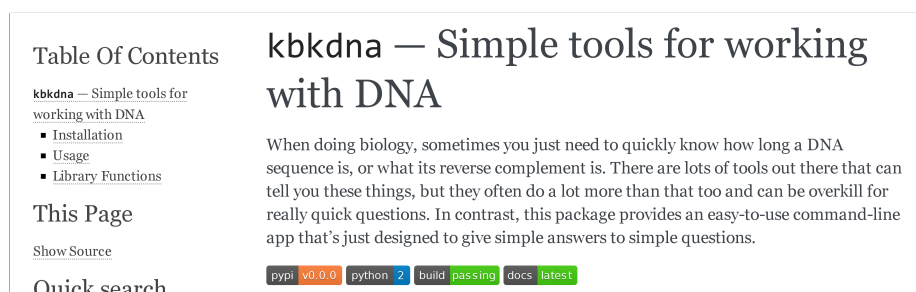 Table Of Contents
kbkdna — Simple tools for
working with DNA
Installation
Usage
Library Functions
This Page
Show Source
Quick search
kbkdna — Simple tools for working
with DNA
When doing biology, sometimes you just need to quickly know how long a DNA
sequence is, or what its reverse complement is. There are lots of tools out there that can
tell you these things, but they often do a lot more than that too and can be overkill for
really quick questions. In contrast, this package provides an easy-to-use command-line
app that’s just designed to give simple answers to simple questions.
pypi v0.0.0 python 2 build passing docs latest